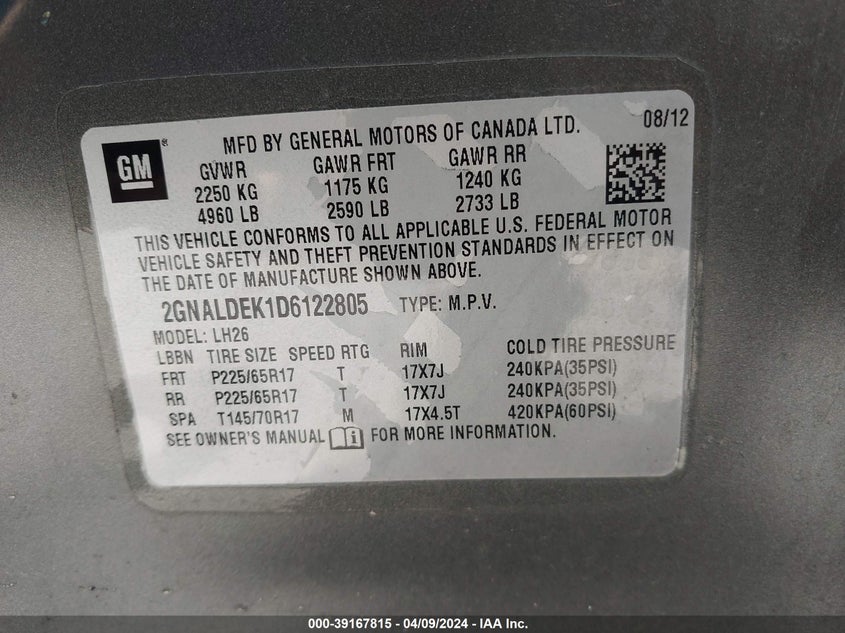 GM
MFD BY GENERAL MOTORS OF CANADA LTD. 08/12
GVWR GAWR FRT GAWR RR
2250 KG 1175 KG 1240 KG
4960 LB 2590 LB 2733 LB
THIS VEHICLE CONFORMS TO ALL APPLICABLE U.S. FEDERAL MOTOR
VEHICLE SAFETY AND THEFT PREVENTION STANDARDS IN EFFECT ON
THE DATE OF MANUFACTURE SHOWN ABOVE.
2GNALDEK1D6122805 TYPE: M.P.V.
MODEL: LH26
LBBN TIRE SIZE SPEED RTG RIM COLD TIRE PRESSURE
FRT P225/65R17 T 17X7J 240KPA(35PSI)
RR P225/65R17 T 17X7J 240KPA(35PSI)
SPA T145/70R17 M 17X4.5T 420KPA(60PSI)
SEE OWNER'S MANUAL FOR MORE INFORMATION.
000-39167815 - 04/09/2024 - IAA Inc.